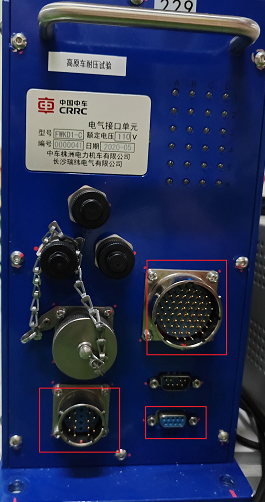 229
高原车耐压试验
中国中车
CRRC
电气接口单元
型号 FWKD1-C 额定电压 110 V
编号 0000041 日期 2020-05
中车株洲电力机车有限公司
长沙瑞纬电气有限公司